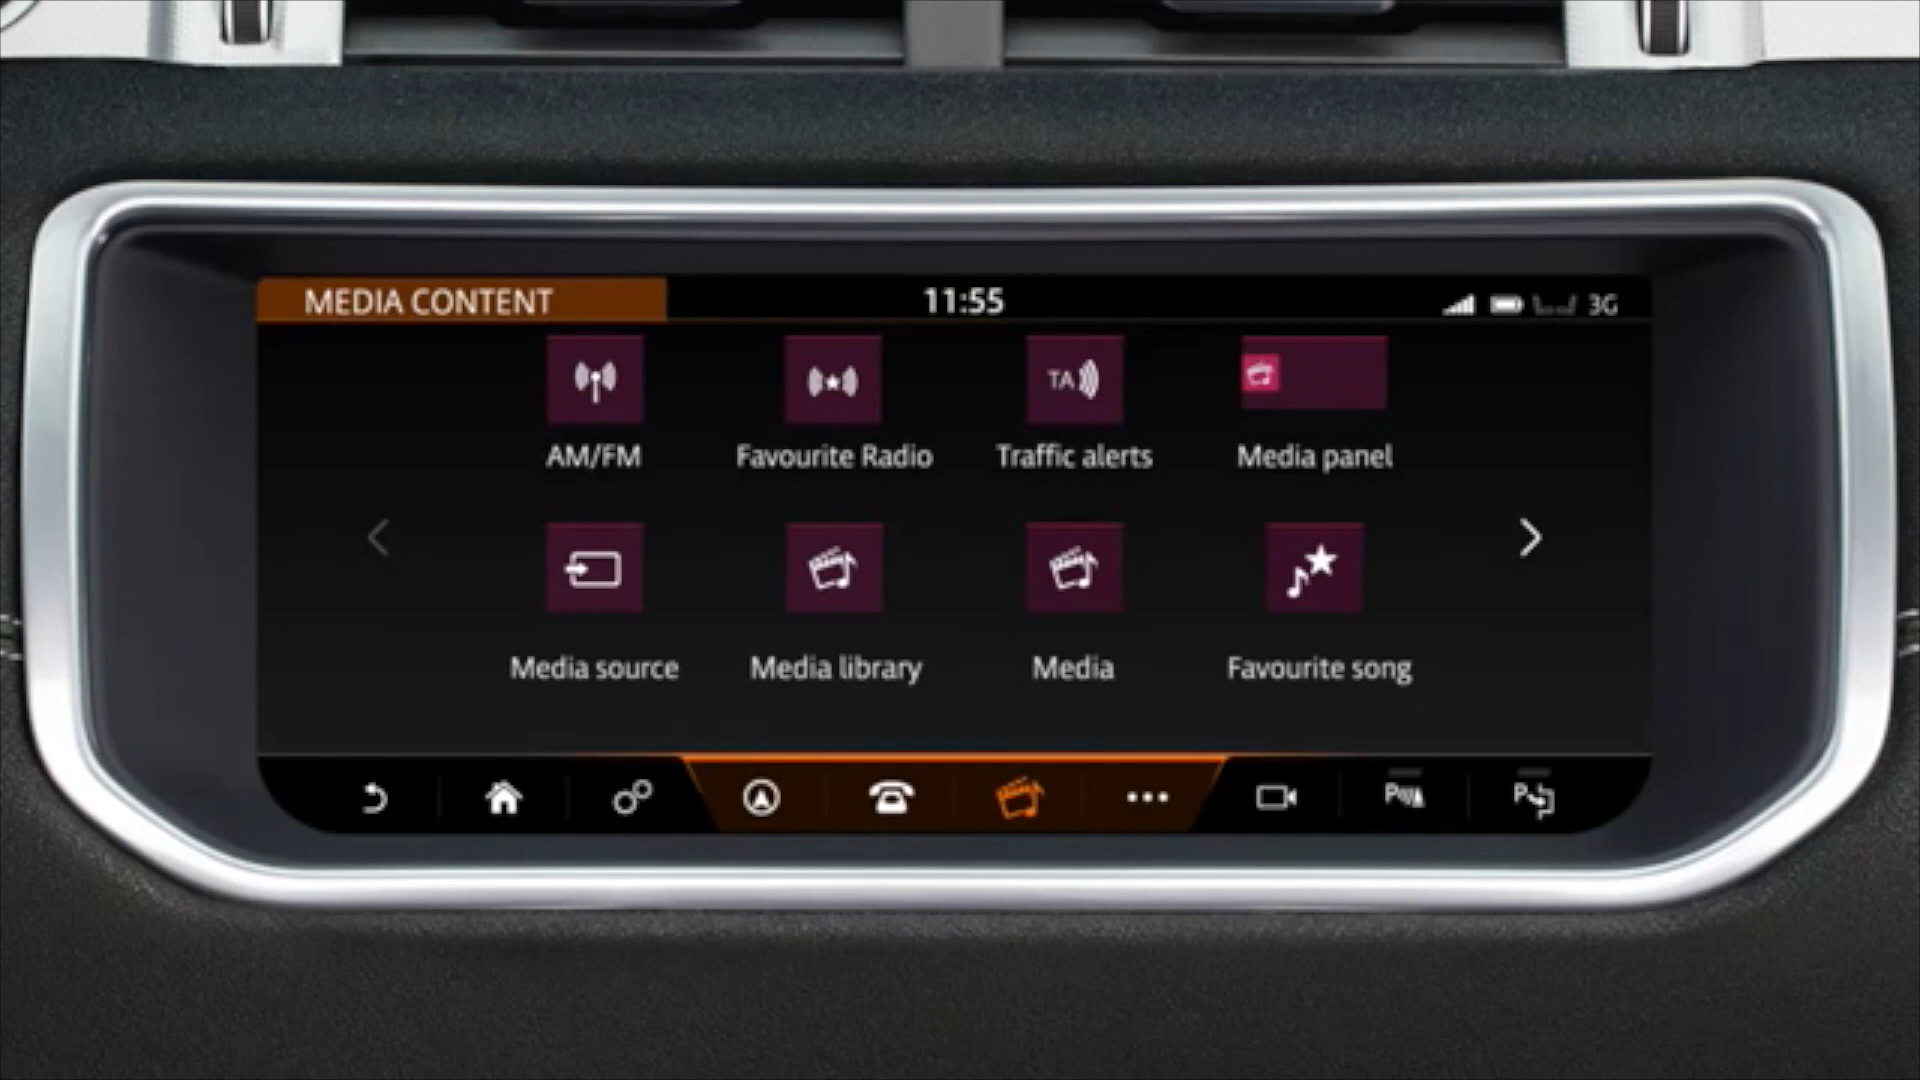 MEDIA CONTENT
11:55
3G
TA
AM/FM
Favourite Radio
Traffic alerts
Media panel
Media source
Media library
Media
Favourite song
P
P